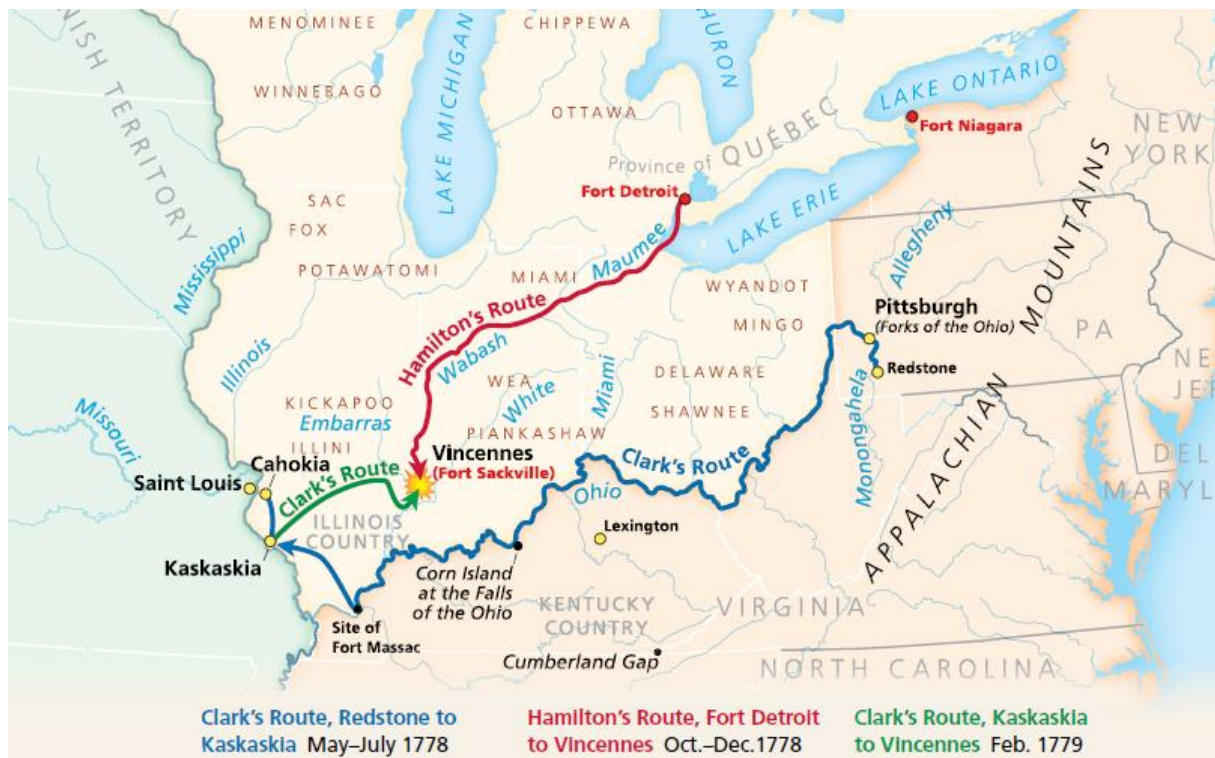 MENOMINEE
CHIPPEWA
NISH TERRITORY
LAKE MICHIGAN
HURON
WINNEBAGO
OTTAWA
LAKE ONTARIO
Fort Niagara
NEW
YORK
Province of QUÉBEC
Fort Detroit
LAKE ERIE
SAC
FOX
Mississippi
POTAWATOMI
MIAMI
Maumee
WYANDOT
Allegheny
MOUNTAINS
Hamilton's Route
Wabash
MINGO
Pittsburgh
(Forks of the Ohio)
PA
NE
JE
Illinois
WEA
White
Miami
DELAWARE
Redstone
KICKAPOO
Embarras
SHAWNEE
Monongahela
APPALACHIAN
Missouri
ILLINI
PIANKASHAW
Vincennes
(Fort Sackville)
Clark's Route
DEL
MARYL
Cahokia
Saint Louis
Clark's Route
Ohio
ILLINOIS
COUNTRY
Lexington
Kaskaskia
Corn Island
at the Falls
of the Ohio
KENTUCKY
COUNTRY
VIRGINIA
Site of
Fort Massac
Cumberland Gap
NORTH CAROLINA
Clark's Route, Redstone to
Kaskaskia May–July 1778
Hamilton's Route, Fort Detroit
to Vincennes Oct.–Dec.1778
Clark's Route, Kaskaskia
to Vincennes Feb. 1779